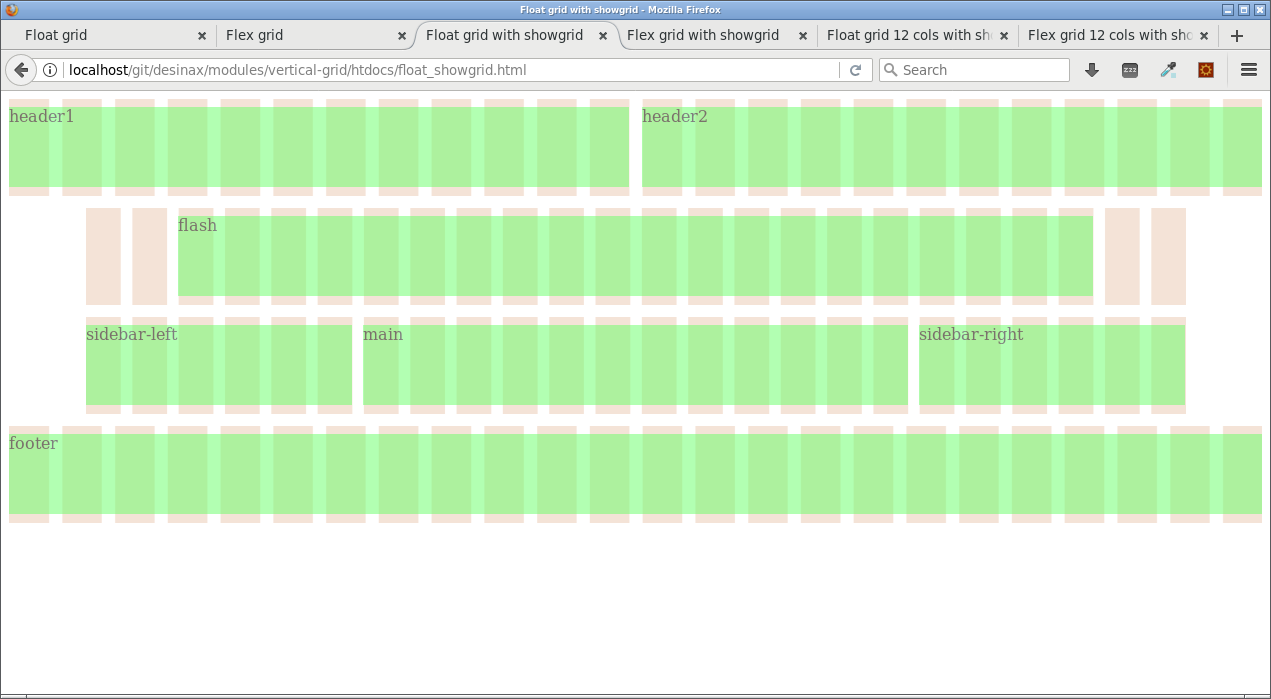 Float grid with showgrid - Mozilla Firefox
Float grid
Flex grid
Float grid with showgrid
Flex grid with showgrid
Float grid 12 cols with sh
Flex grid 12 cols with sho
localhost/git/desinax/modules/vertical-grid/htdocs/float_showgrid.html
Search
zzz
header1
header2
flash
sidebar-left
main
sidebar-right
footer